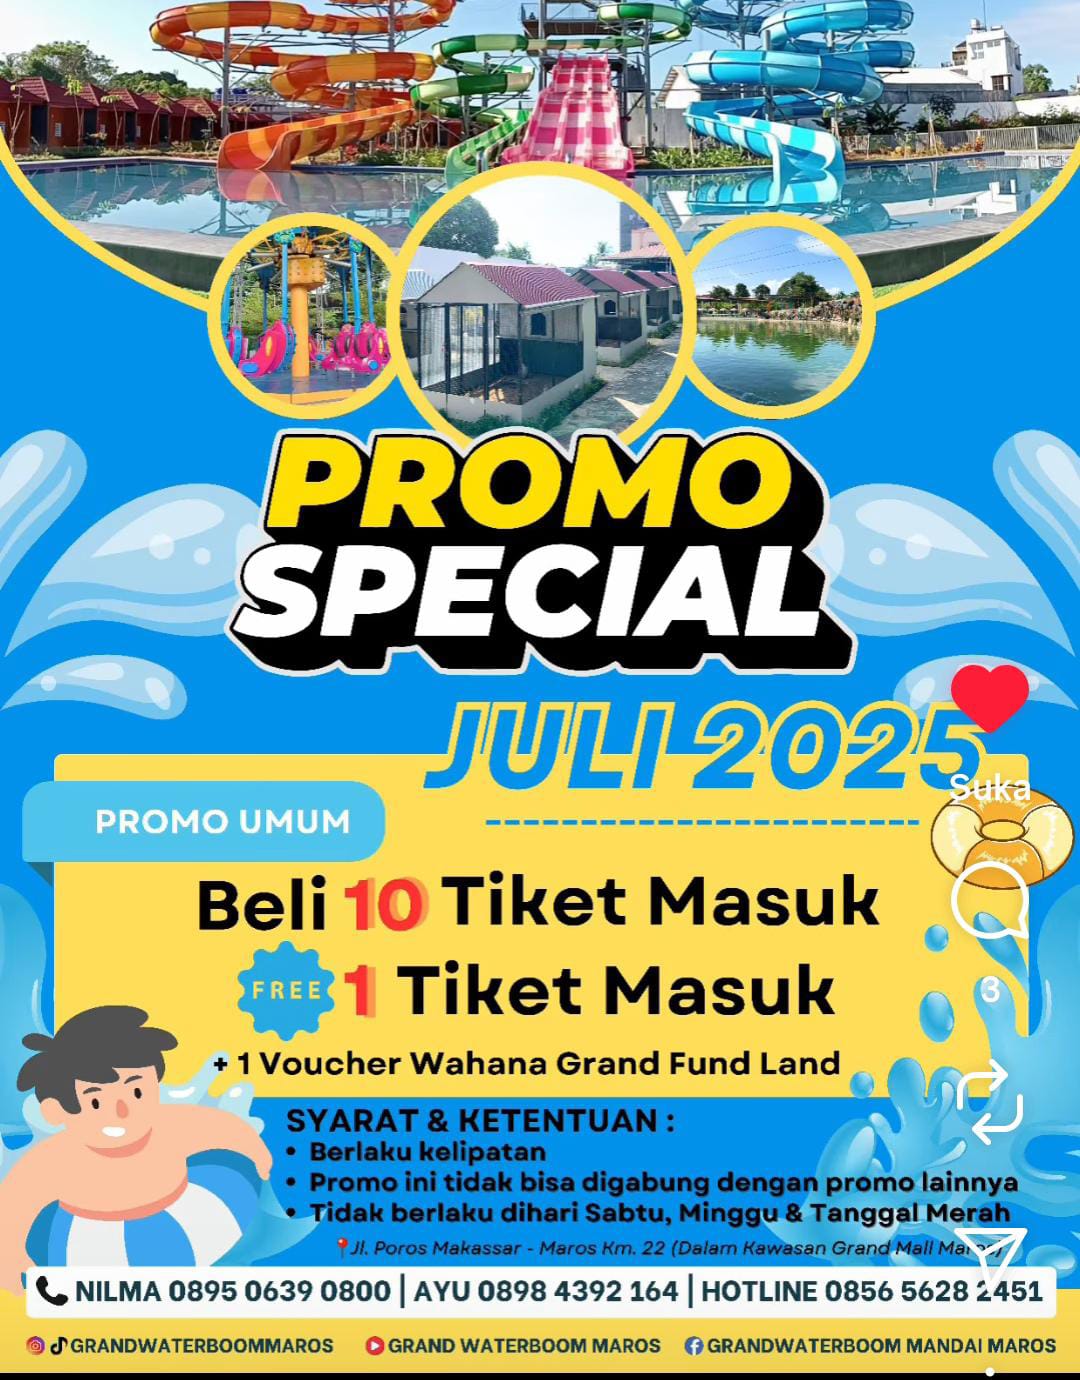 PROMO
SPECIAL
JULI 2025
Suka
PROMO UMUM
Beli 10 Tiket Masuk
FREE 1 Tiket Masuk
3
+ 1 Voucher Wahana Grand Fund Land
SYARAT & KETENTUAN :
• Berlaku kelipatan
• Promo ini tidak bisa digabung dengan promo lainnya
• Tidak berlaku dihari Sabtu, Minggu & Tanggal Merah
Jl. Poros Makassar - Maros Km. 22 (Dalam Kawasan Grand Mall Maros)
NILMA 0895 0639 0800 | AYU 0898 4392 164 | HOTLINE 0856 5628 2451
GRANDWATERBOOMMAROS GRAND WATERBOOM MAROS GRAND WATERBOOM MANDAI MAROS